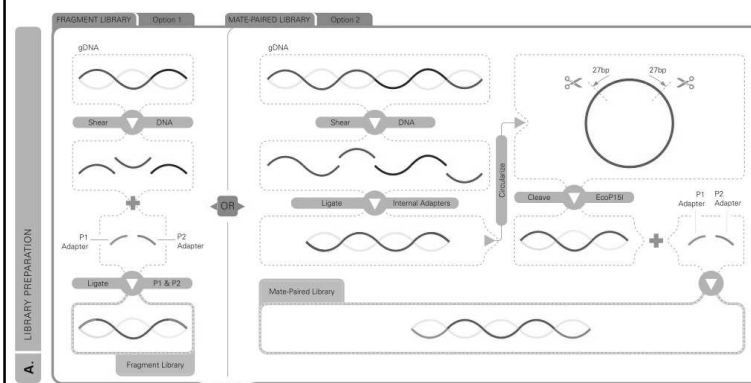 FRAGMENT LIBRARY Option 1
MATE-PAIRED LIBRARY Option 2
A. LIBRARY PREPARATION
gDNA
Shear DNA
P1
Adapter
P2
Adapter
Ligate P1 & P2
Fragment Library
OR
gDNA
Shear DNA
Ligate Internal Adapters
Circularize
27bp 27bp
Cleave EcoP15I
P1
Adapter
P2
Adapter
Mate-Paired Library